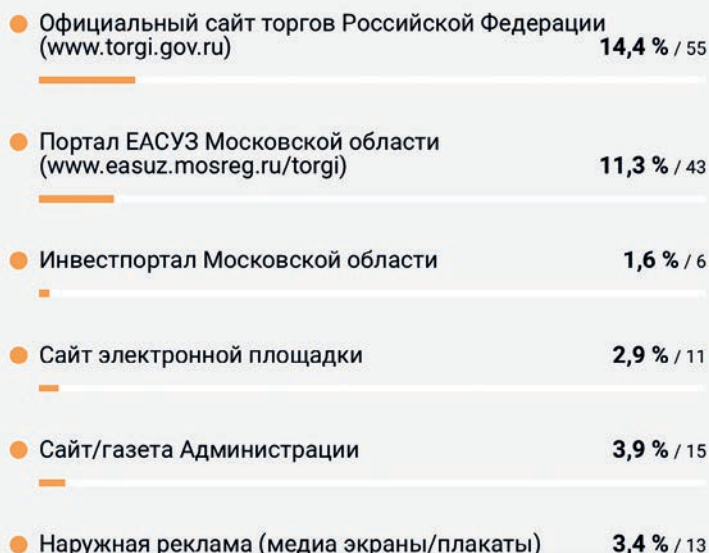 Официальный сайт торгов Российской Федерации
(www.torgi.gov.ru) 14,4 % / 55
Портал ЕАСУЗ Московской области
(www.easuz.mosreg.ru/torgi) 11,3 % / 43
Инвестпортал Московской области 1,6 % / 6
Сайт электронной площадки 2,9 % / 11
Сайт/газета Администрации 3,9 % / 15
Наружная реклама (медиа экраны/плакаты) 3,4 % / 13